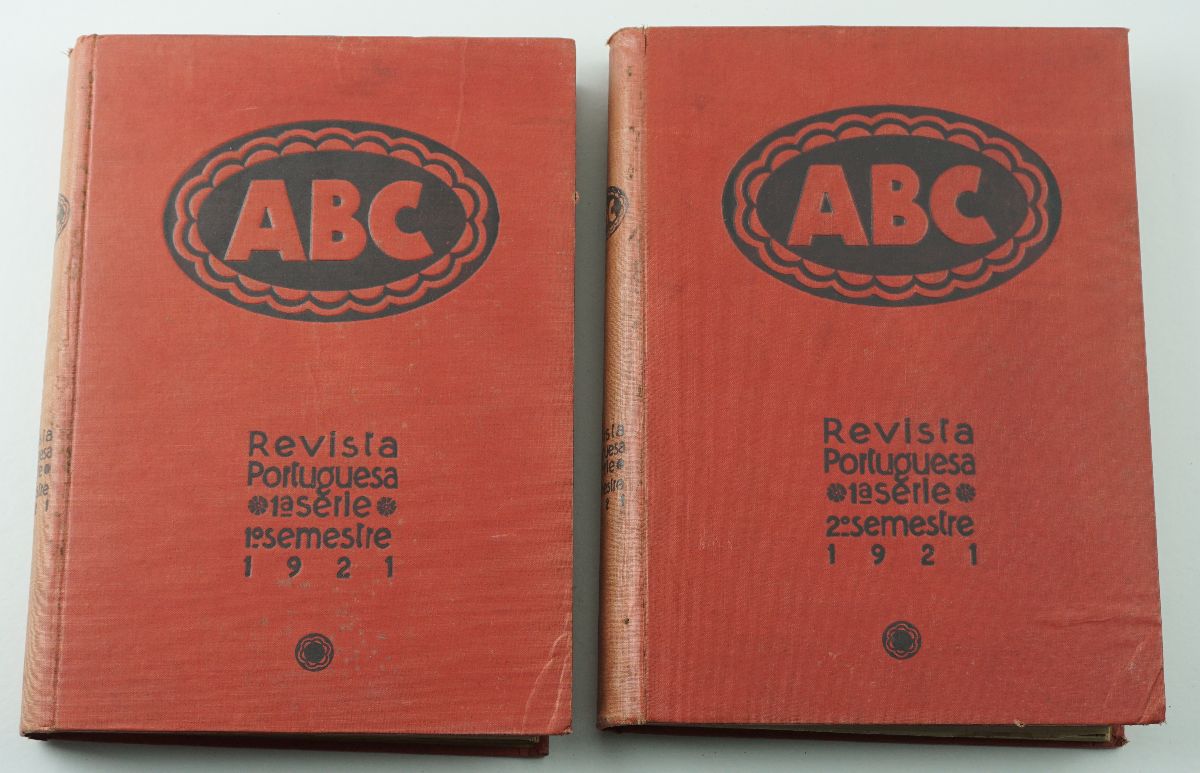 ABC
Revista
Portuguesa
1ª série
1º semestre
1921
ABC
Revista
Portuguesa
1ª série
2º semestre
1921